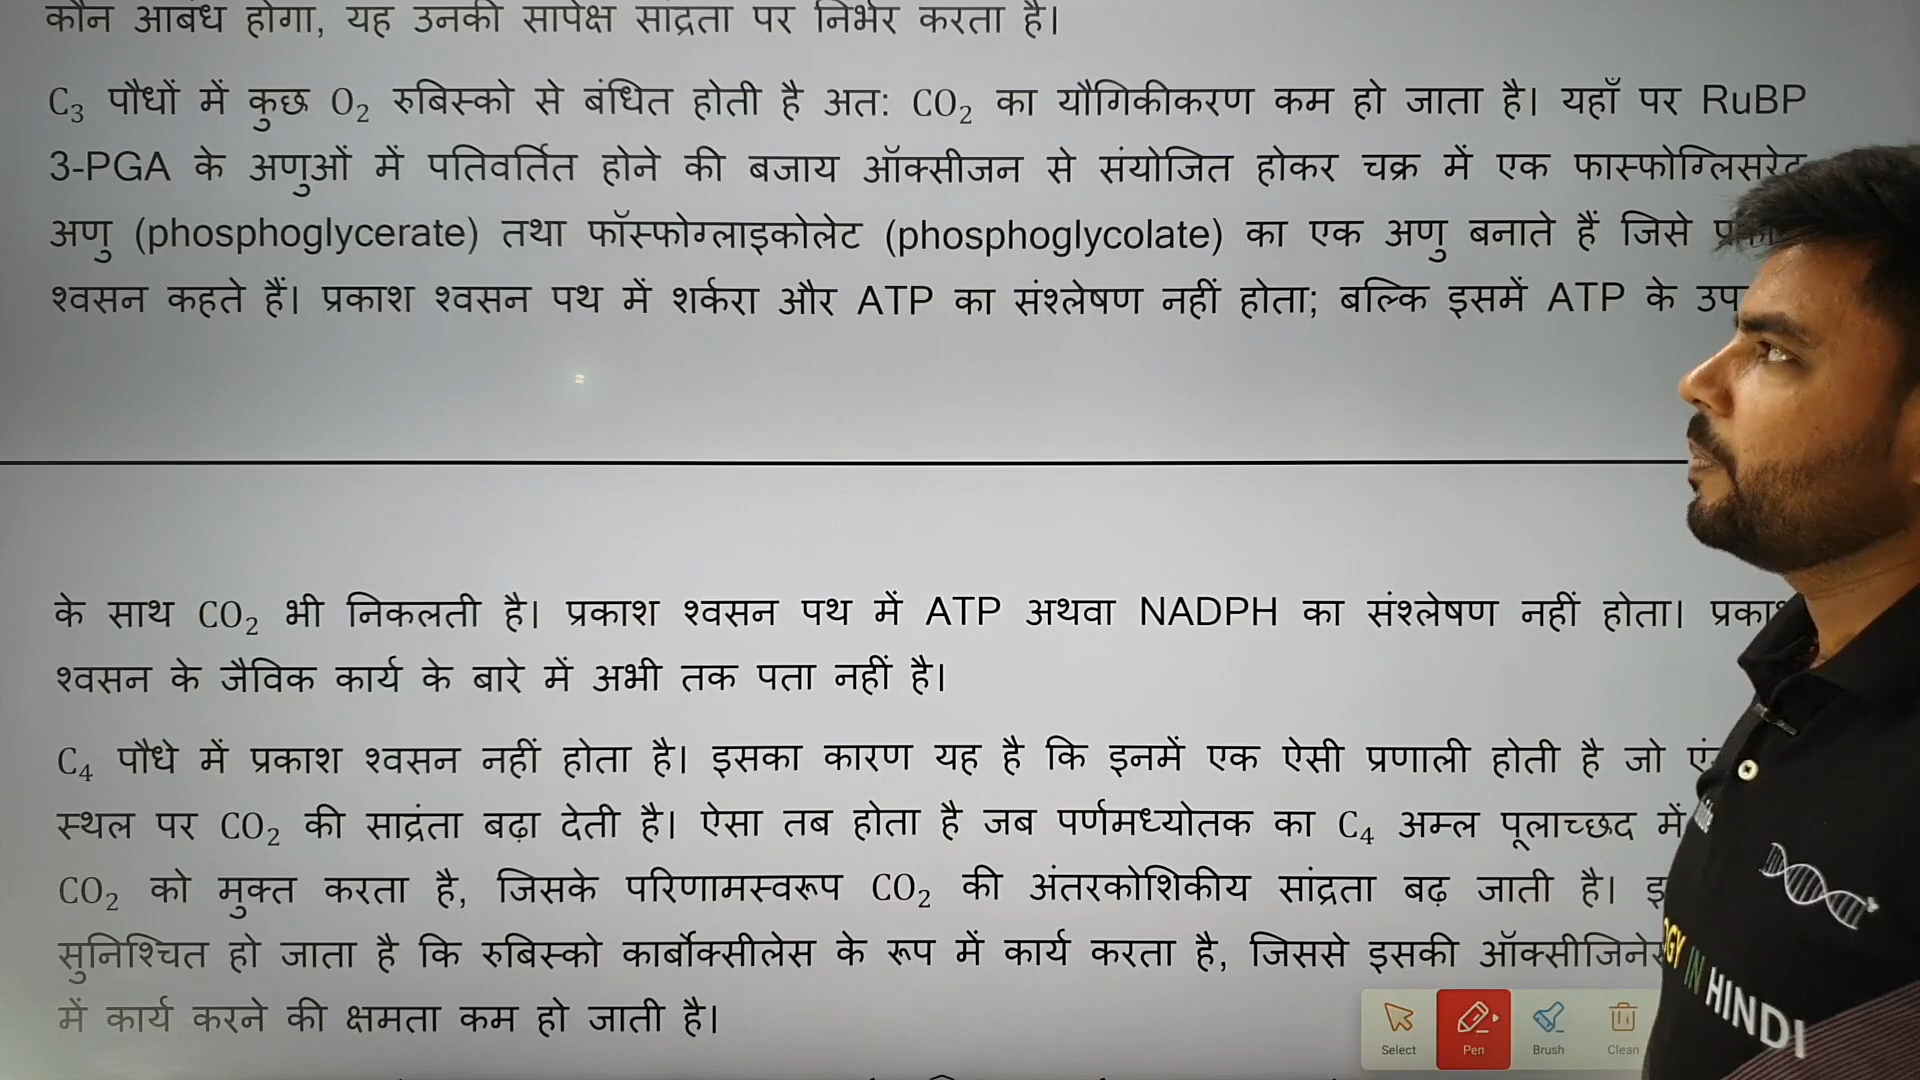 कौन आबंध होगा, यह उनकी सापेक्ष सांद्रता पर निर्भर करता है।
C₃ पौधों में कुछ O₂ रुबिस्को से बंधित होती है अत: CO₂ का यौगिकीकरण कम हो जाता है। यहाँ पर RuBP
3-PGA के अणुओं में पतिवर्तित होने की बजाय ऑक्सीजन से संयोजित होकर चक्र में एक फास्फोग्लिसरेट
अणु (phosphoglycerate) तथा फॉस्फोग्लाइकोलेट (phosphoglycolate) का एक अणु बनाते हैं जिसे
श्वसन कहते हैं। प्रकाश श्वसन पथ में शर्करा और ATP का संश्लेषण नहीं होता; बल्कि इसमें ATP के
के साथ CO₂ भी निकलती है। प्रकाश श्वसन पथ में ATP अथवा NADPH का संश्लेषण नहीं होता। प्रकाश
श्वसन के जैविक कार्य के बारे में अभी तक पता नहीं है।
C₄ पौधे में प्रकाश श्वसन नहीं होता है। इसका कारण यह है कि इनमें एक ऐसी प्रणाली होती है जो
स्थल पर CO₂ की साद्रंता बढ़ा देती है। ऐसा तब होता है जब पर्णमध्योतक का C₄ अम्ल पूलाच्छद में
CO₂ को मुक्त करता है, जिसके परिणामस्वरूप CO₂ की अंतरकोशिकीय सांद्रता बढ़ जाती है।
सुनिश्चित हो जाता है कि रुबिस्को कार्बोक्सीलेस के रूप में कार्य करता है, जिससे इसकी
में कार्य करने की क्षमता कम हो जाती है।
Select Pen Brush Clean
IN HINDI